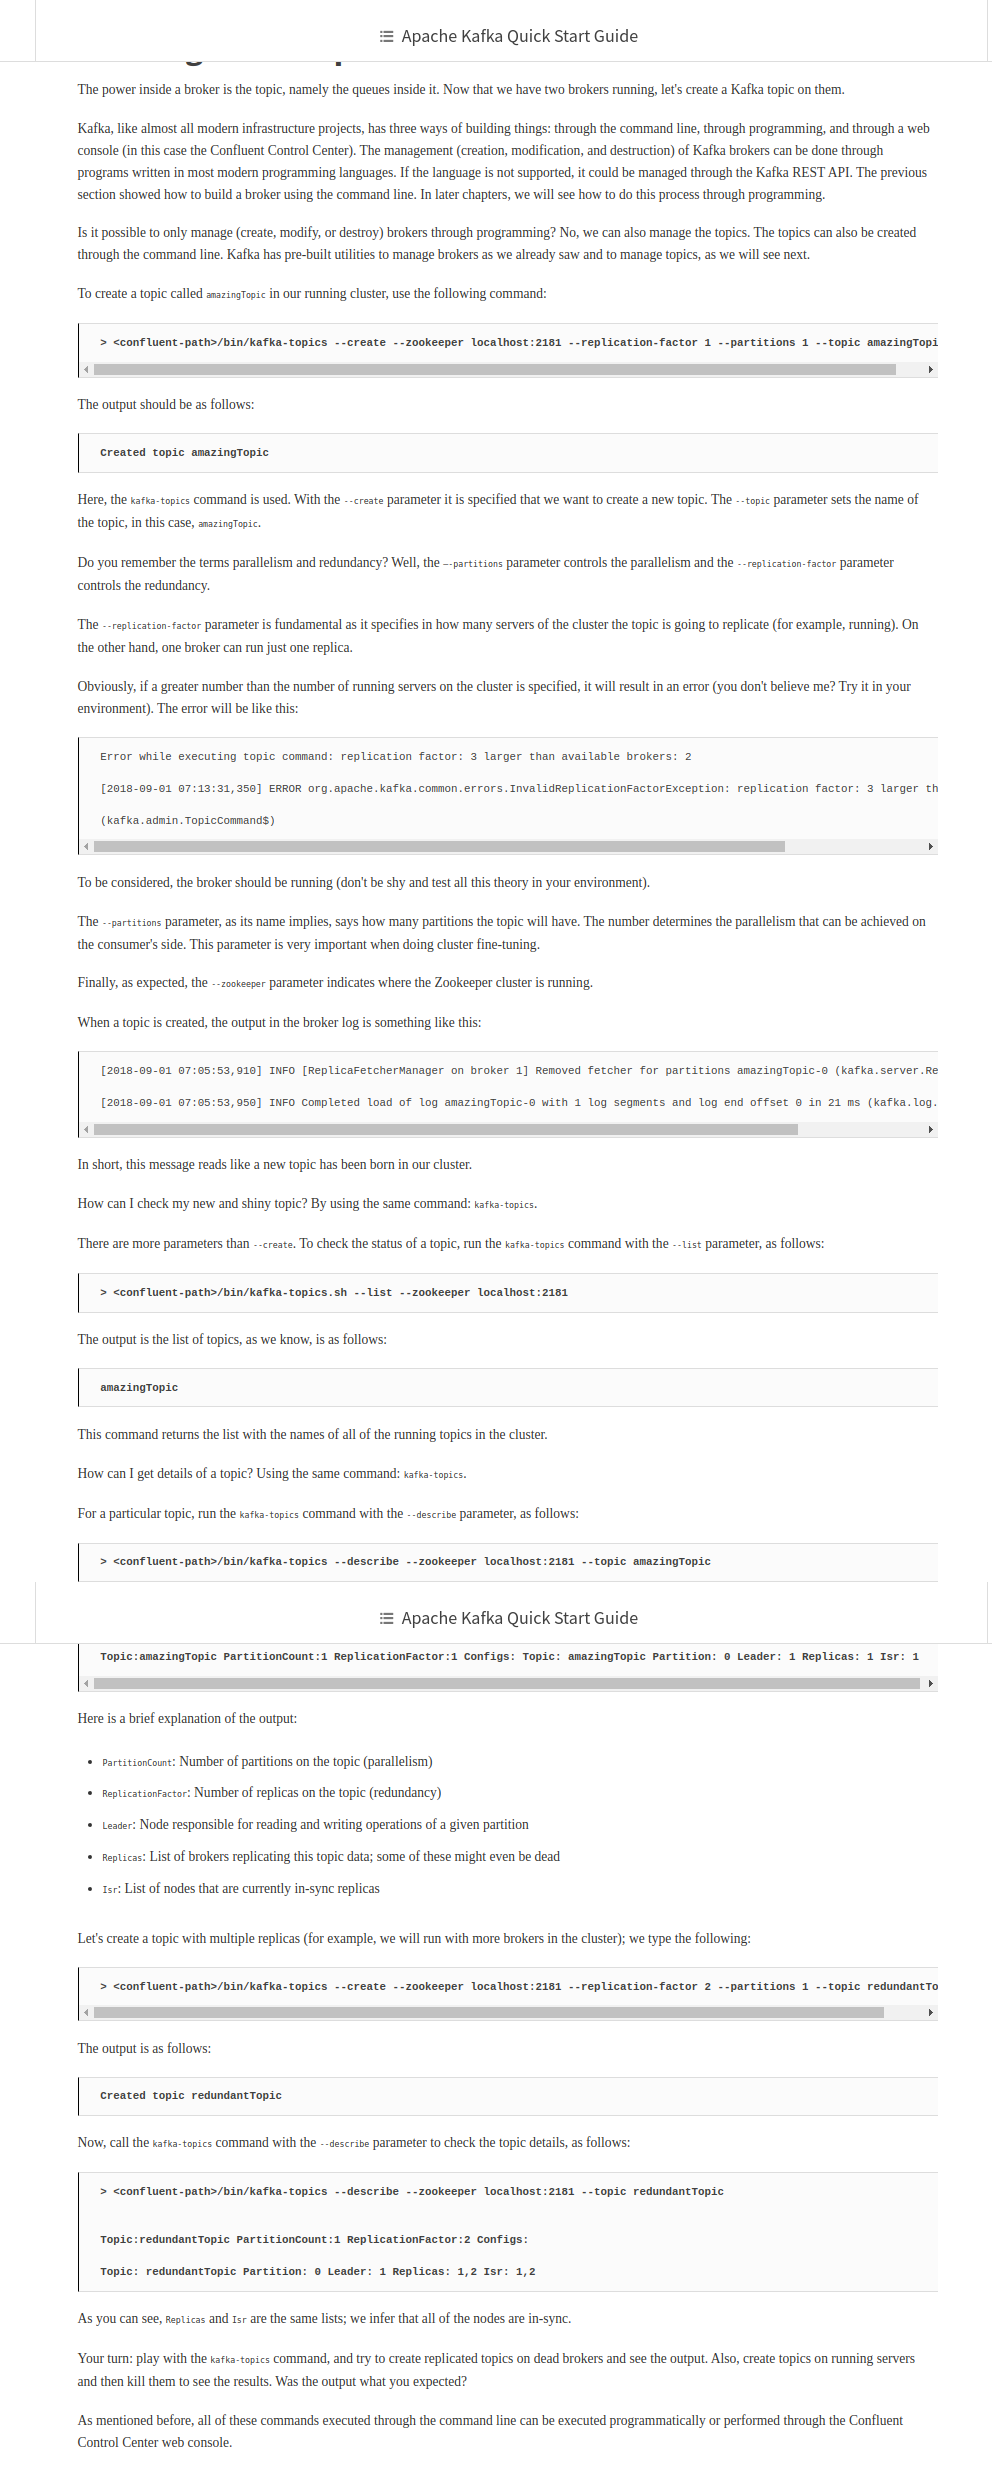 Apache Kafka Quick Start Guide
The power inside a broker is the topic, namely the queues inside it. Now that we have two brokers running, let's create a Kafka topic on them.
Kafka, like almost all modern infrastructure projects, has three ways of building things: through the command line, through programming, and through a web
console (in this case the Confluent Control Center). The management (creation, modification, and destruction) of Kafka brokers can be done through
programs written in most modern programming languages. If the language is not supported, it could be managed through the Kafka REST API. The previous
section showed how to build a broker using the command line. In later chapters, we will see how to do this process through programming.
Is it possible to only manage (create, modify, or destroy) brokers through programming? No, we can also manage the topics. The topics can also be created
through the command line. Kafka has pre-built utilities to manage brokers as we already saw and to manage topics, as we will see next.
To create a topic called amazingTopic in our running cluster, use the following command:
> <confluent-path>/bin/kafka-topics --create --zookeeper localhost:2181 --replication-factor 1 --partitions 1 --topic amazingTopi
The output should be as follows:
Created topic amazingTopic
Here, the kafka-topics command is used. With the --create parameter it is specified that we want to create a new topic. The --topic parameter sets the name of
the topic, in this case, amazingTopic.
Do you remember the terms parallelism and redundancy? Well, the –-partitions parameter controls the parallelism and the --replication-factor parameter
controls the redundancy.
The --replication-factor parameter is fundamental as it specifies in how many servers of the cluster the topic is going to replicate (for example, running). On
the other hand, one broker can run just one replica.
Obviously, if a greater number than the number of running servers on the cluster is specified, it will result in an error (you don't believe me? Try it in your
environment). The error will be like this:
Error while executing topic command: replication factor: 3 larger than available brokers: 2
[2018-09-01 07:13:31,350] ERROR org.apache.kafka.common.errors.InvalidReplicationFactorException: replication factor: 3 larger th
(kafka.admin.TopicCommand$)
To be considered, the broker should be running (don't be shy and test all this theory in your environment).
The --partitions parameter, as its name implies, says how many partitions the topic will have. The number determines the parallelism that can be achieved on
the consumer's side. This parameter is very important when doing cluster fine-tuning.
Finally, as expected, the --zookeeper parameter indicates where the Zookeeper cluster is running.
When a topic is created, the output in the broker log is something like this:
[2018-09-01 07:05:53,910] INFO [ReplicaFetcherManager on broker 1] Removed fetcher for partitions amazingTopic-0 (kafka.server.Re
[2018-09-01 07:05:53,950] INFO Completed load of log amazingTopic-0 with 1 log segments and log end offset 0 in 21 ms (kafka.log.
In short, this message reads like a new topic has been born in our cluster.
How can I check my new and shiny topic? By using the same command: kafka-topics.
There are more parameters than --create. To check the status of a topic, run the kafka-topics command with the --list parameter, as follows:
> <confluent-path>/bin/kafka-topics.sh --list --zookeeper localhost:2181
The output is the list of topics, as we know, is as follows:
amazingTopic
This command returns the list with the names of all of the running topics in the cluster.
How can I get details of a topic? Using the same command: kafka-topics.
For a particular topic, run the kafka-topics command with the --describe parameter, as follows:
> <confluent-path>/bin/kafka-topics --describe --zookeeper localhost:2181 --topic amazingTopic
Apache Kafka Quick Start Guide
Topic:amazingTopic PartitionCount:1 ReplicationFactor:1 Configs: Topic: amazingTopic Partition: 0 Leader: 1 Replicas: 1 Isr: 1
Here is a brief explanation of the output:
• PartitionCount: Number of partitions on the topic (parallelism)
• ReplicationFactor: Number of replicas on the topic (redundancy)
• Leader: Node responsible for reading and writing operations of a given partition
• Replicas: List of brokers replicating this topic data; some of these might even be dead
• Isr: List of nodes that are currently in-sync replicas
Let's create a topic with multiple replicas (for example, we will run with more brokers in the cluster); we type the following:
> <confluent-path>/bin/kafka-topics --create --zookeeper localhost:2181 --replication-factor 2 --partitions 1 --topic redundantTo
The output is as follows:
Created topic redundantTopic
Now, call the kafka-topics command with the --describe parameter to check the topic details, as follows:
> <confluent-path>/bin/kafka-topics --describe --zookeeper localhost:2181 --topic redundantTopic
Topic:redundantTopic PartitionCount:1 ReplicationFactor:2 Configs:
Topic: redundantTopic Partition: 0 Leader: 1 Replicas: 1,2 Isr: 1,2
As you can see, Replicas and Isr are the same lists; we infer that all of the nodes are in-sync.
Your turn: play with the kafka-topics command, and try to create replicated topics on dead brokers and see the output. Also, create topics on running servers
and then kill them to see the results. Was the output what you expected?
As mentioned before, all of these commands executed through the command line can be executed programmatically or performed through the Confluent
Control Center web console.